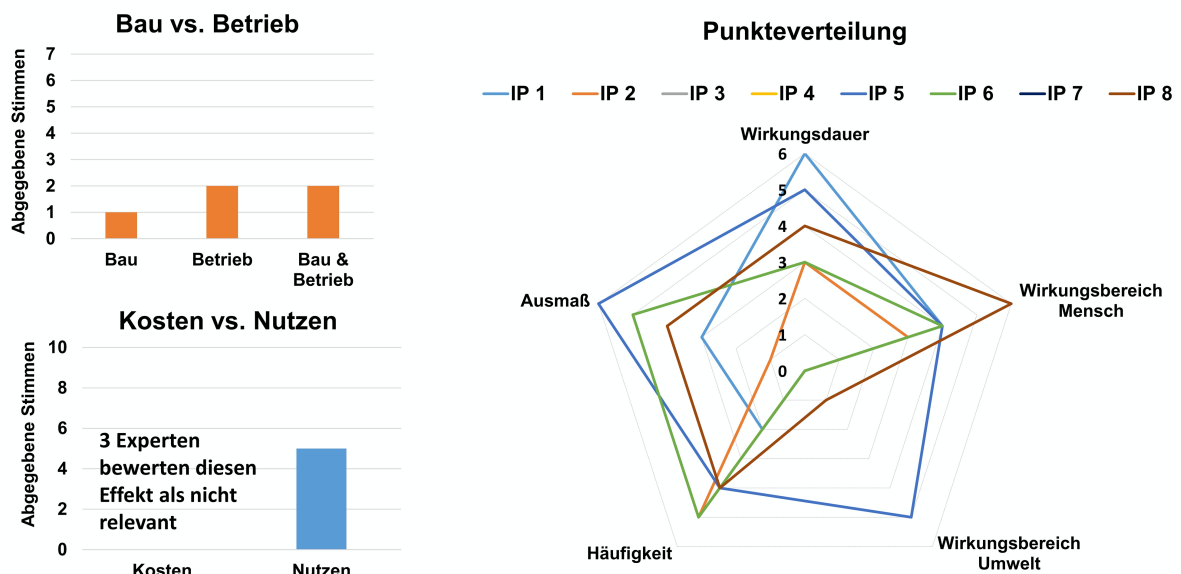 Bau vs. Betrieb
Abgegebene Stimmen
7
6
5
4
3
2
1
0
Bau
Betrieb
Bau &
Betrieb
Kosten vs. Nutzen
Abgegebene Stimmen
10
8
6
4
2
0
3 Experten
bewerten diesen
Effekt als nicht
relevant
Kosten
Nutzen
Punkteverteilung
IP 1 IP 2 IP 3 IP 4 IP 5 IP 6 IP 7 IP 8
Wirkungsdauer
6
5
4
3
2
1
0
Ausmaß
Wirkungsbereich
Mensch
Häufigkeit
Wirkungsbereich
Umwelt